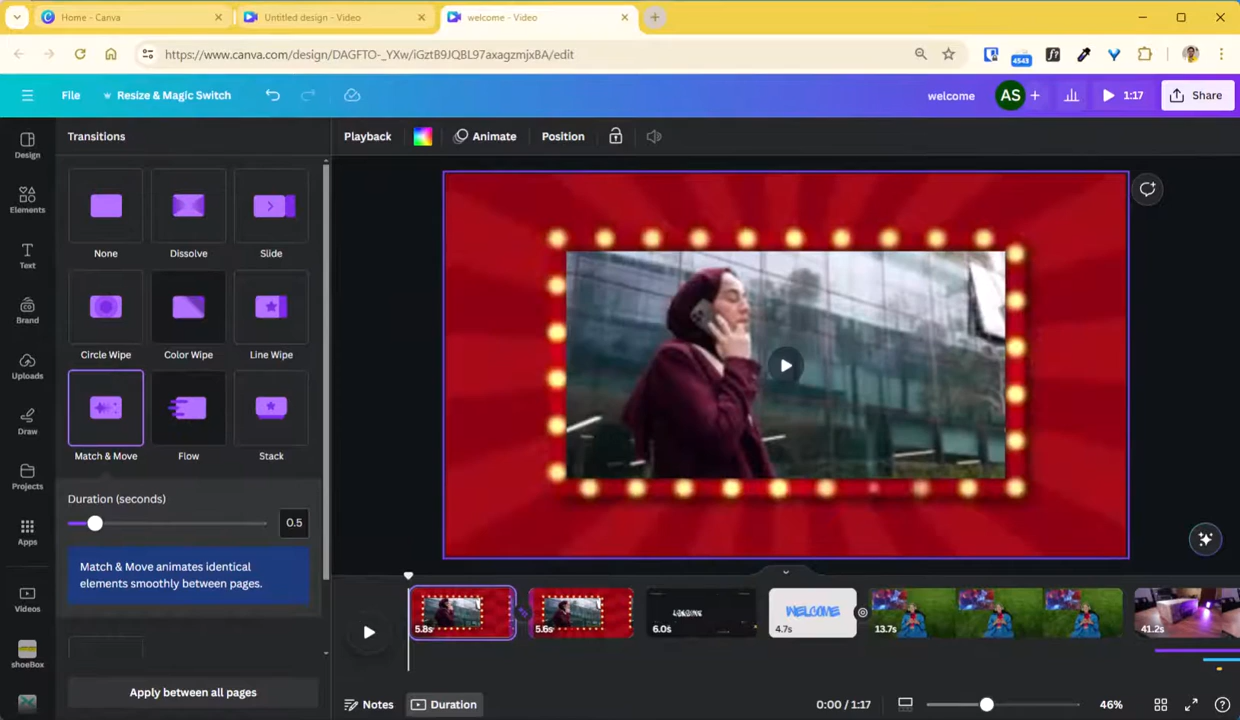 Home - Canva
Untitled design - Video
welcome - Video
https://www.canva.com/design/DAGFTO-_YXw/iGztB9JQBL97axagzmjxBA/edit
4543
f?
File
Resize & Magic Switch
welcome
AS
1:17
Share
Design
Elements
Text
Brand
Uploads
Draw
Projects
Apps
Videos
shoeBox
Transitions
None
Dissolve
Slide
Circle Wipe
Color Wipe
Line Wipe
Match & Move
Flow
Stack
Duration (seconds)
0.5
Match & Move animates identical
elements smoothly between pages.
Apply between all pages
Playback
Animate
Position
5.8s
5.6s
LOADING
6.0s
WELCOME
4.7s
13.7s
41.2s
Notes
Duration
0:00 / 1:17
46%